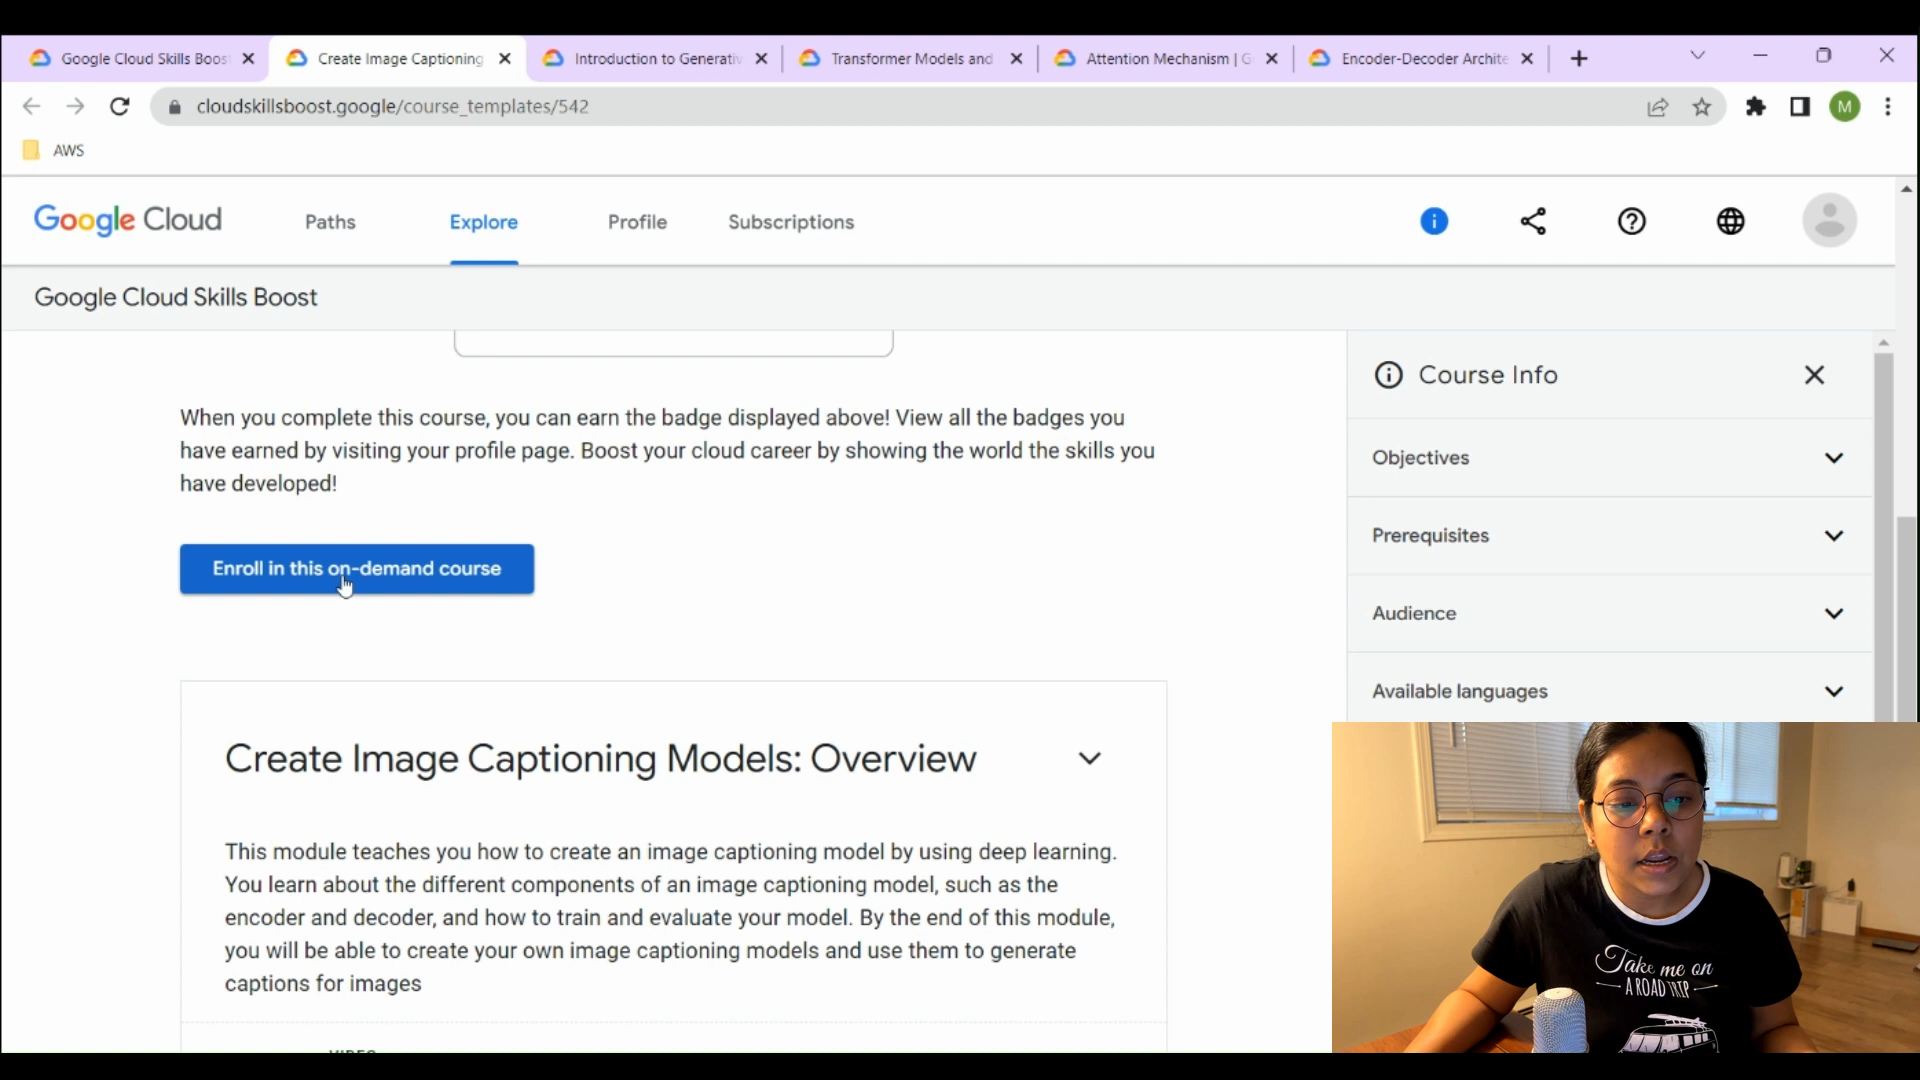 Google Cloud Skills Boost
Create Image Captioning
Introduction to Generativ
Transformer Models and
Attention Mechanism | G
Encoder-Decoder Archite
cloudskillsboost.google/course_templates/542
M
AWS
Google Cloud
Paths
Explore
Profile
Subscriptions
Google Cloud Skills Boost
When you complete this course, you can earn the badge displayed above! View all the badges you
have earned by visiting your profile page. Boost your cloud career by showing the world the skills you
have developed!
Enroll in this on-demand course
Create Image Captioning Models: Overview
This module teaches you how to create an image captioning model by using deep learning.
You learn about the different components of an image captioning model, such as the
encoder and decoder, and how to train and evaluate your model. By the end of this module,
you will be able to create your own image captioning models and use them to generate
captions for images
VIDEO
Course Info
Objectives
Prerequisites
Audience
Available languages
Take me on
A ROAD TRIP